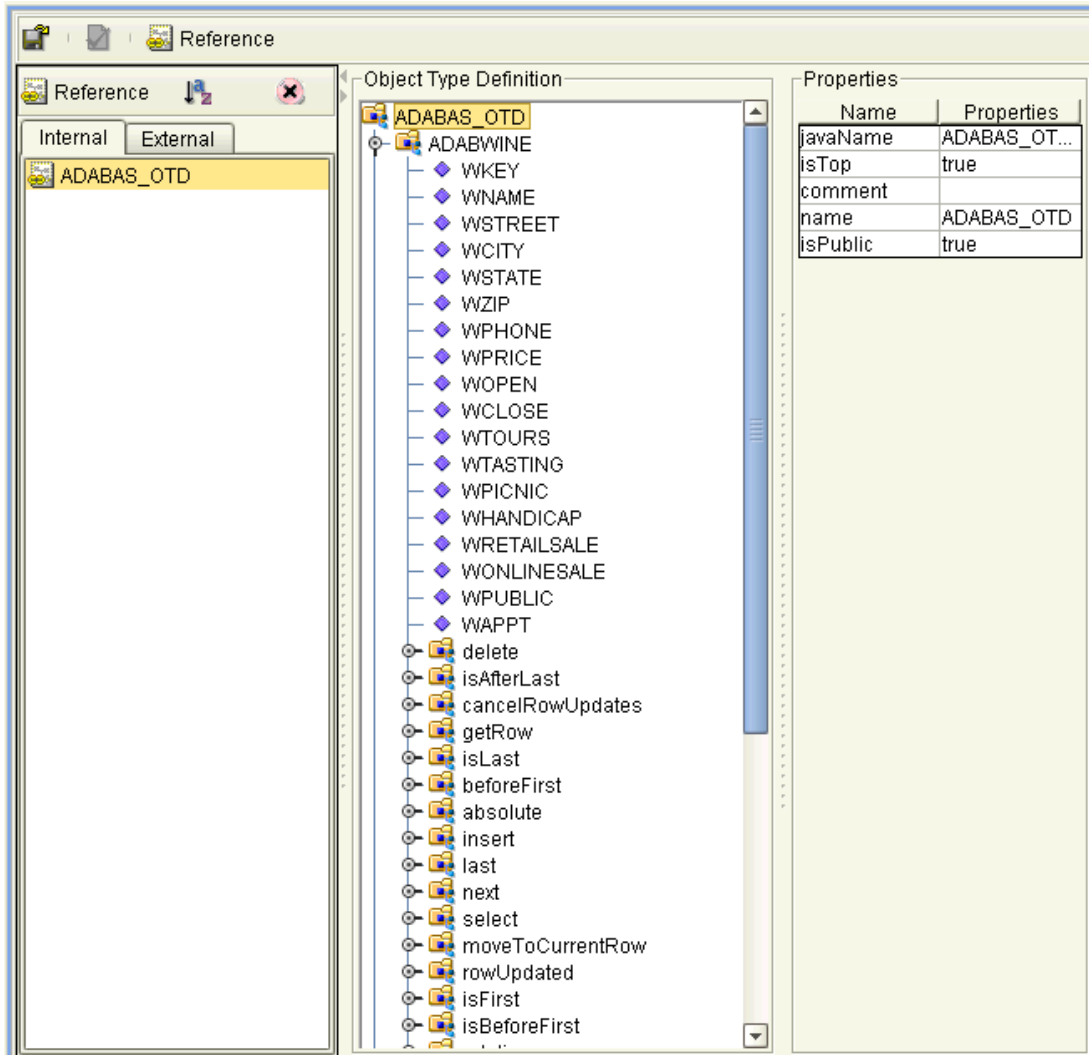 Reference
Reference
Internal External
ADABAS_OTD
Object Type Definition
ADABAS_OTD
ADABWINE
WKEY
WNAME
WSTREET
WCITY
WSTATE
WZIP
WPHONE
WPRICE
WOPEN
WCLOSE
WTOURS
WTASTING
WPICNIC
WHANDICAP
WRETAILSALE
WONLINESALE
WPUBLIC
WAPPT
delete
isAfterLast
cancelRowUpdates
getRow
isLast
beforeFirst
absolute
insert
last
next
select
moveToCurrentRow
rowUpdated
isFirst
isBeforeFirst
Properties
Name Properties
javaName ADABAS_OT...
isTop true
comment
name ADABAS_OTD
isPublic true